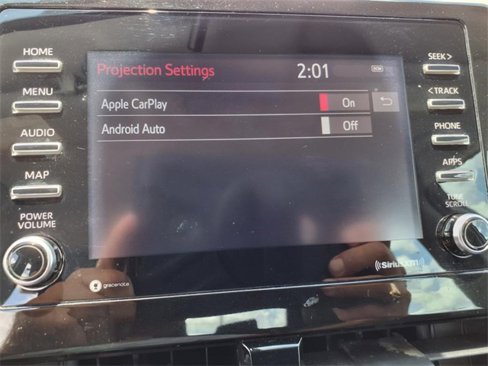 HOME
MENU
AUDIO
MAP
POWER
VOLUME
Projection Settings
2:01
Apple CarPlay On
Android Auto Off
SEEK >
< TRACK
PHONE
APPS
TUNE
SCROLL
gracenote
SiriusXM